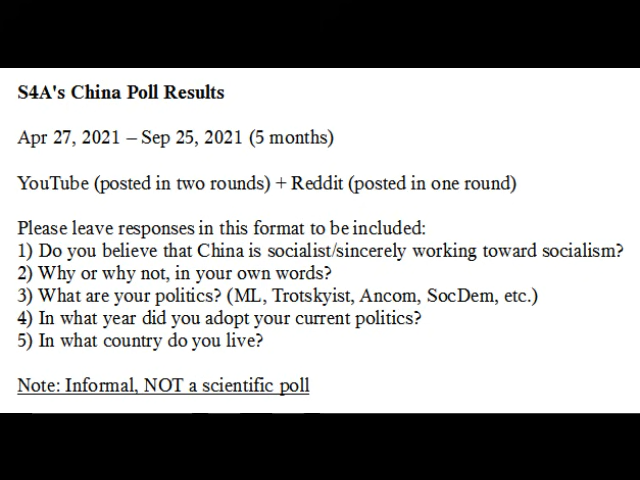 S4A's China Poll Results
Apr 27, 2021 – Sep 25, 2021 (5 months)
YouTube (posted in two rounds) + Reddit (posted in one round)
Please leave responses in this format to be included:
1) Do you believe that China is socialist/sincerely working toward socialism?
2) Why or why not, in your own words?
3) What are your politics? (ML, Trotskyist, Ancom, SocDem, etc.)
4) In what year did you adopt your current politics?
5) In what country do you live?
Note: Informal, NOT a scientific poll